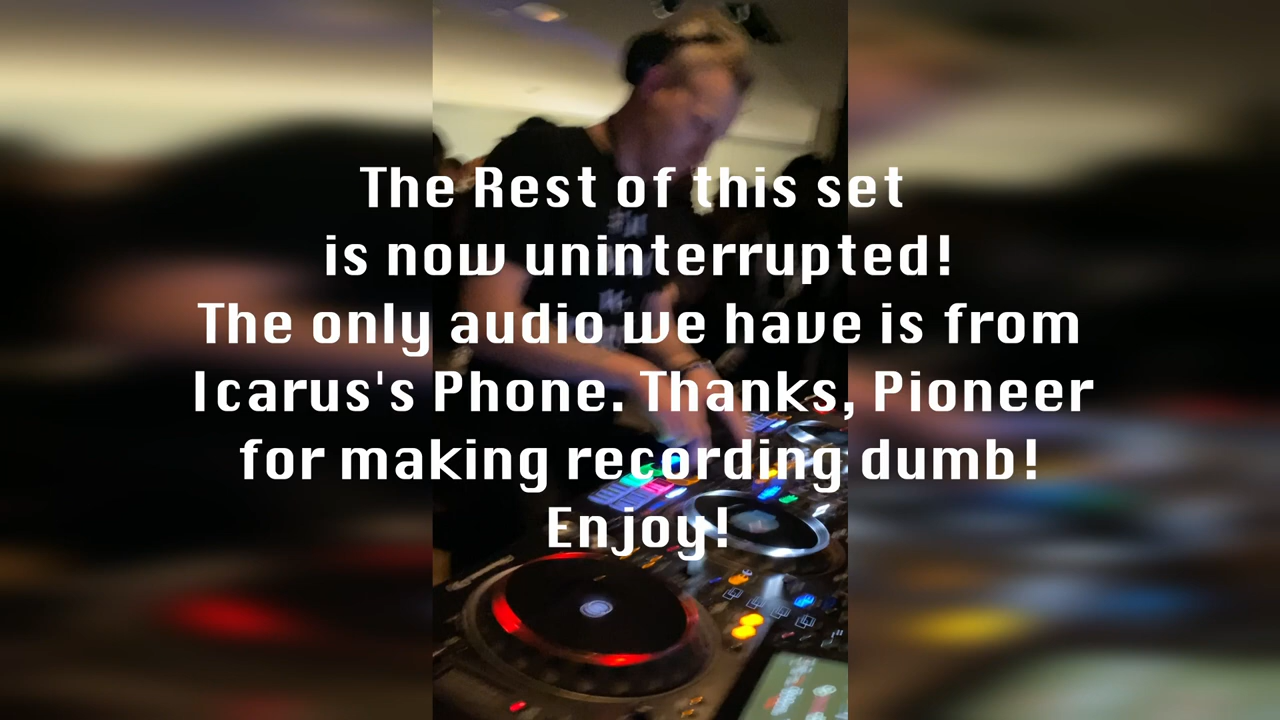 The Rest of this set
is now uninterrupted!
The only audio we have is from
Icarus's Phone. Thanks, Pioneer
for making recording dumb!
Enjoy!